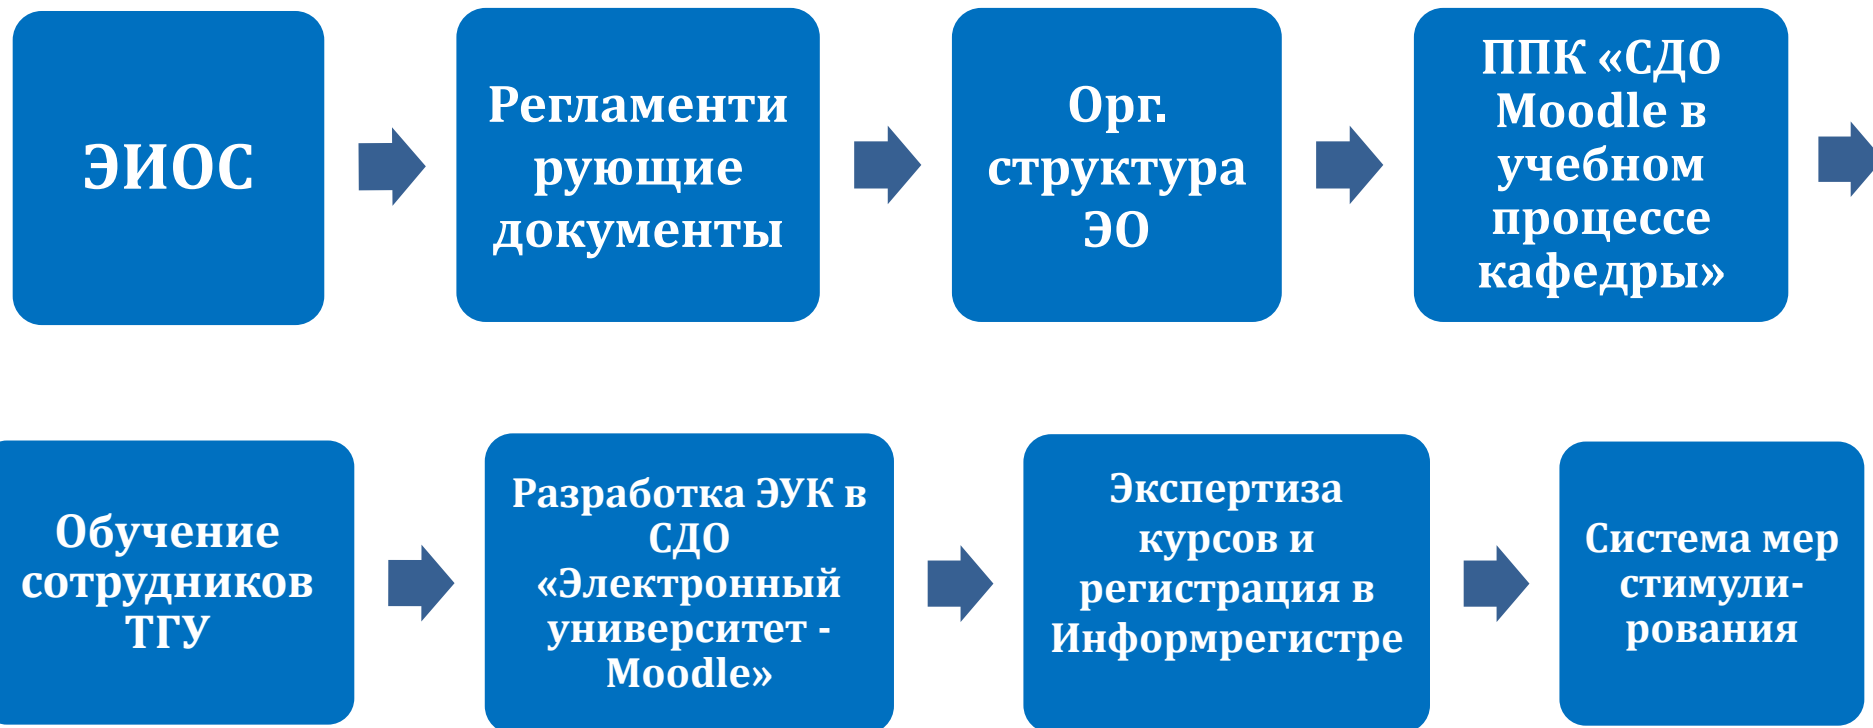 ЭИОС
Регламенти
рующие
документы
Орг.
структура
ЭО
ППК «СДО
Moodle в
учебном
процессе
кафедры»
Обучение
сотрудников
ТГУ
Разработка ЭУК в
СДО
«Электронный
университет -
Moodle»
Экспертиза
курсов и
регистрация в
Информрегистре
Система мер
стимули-
рования